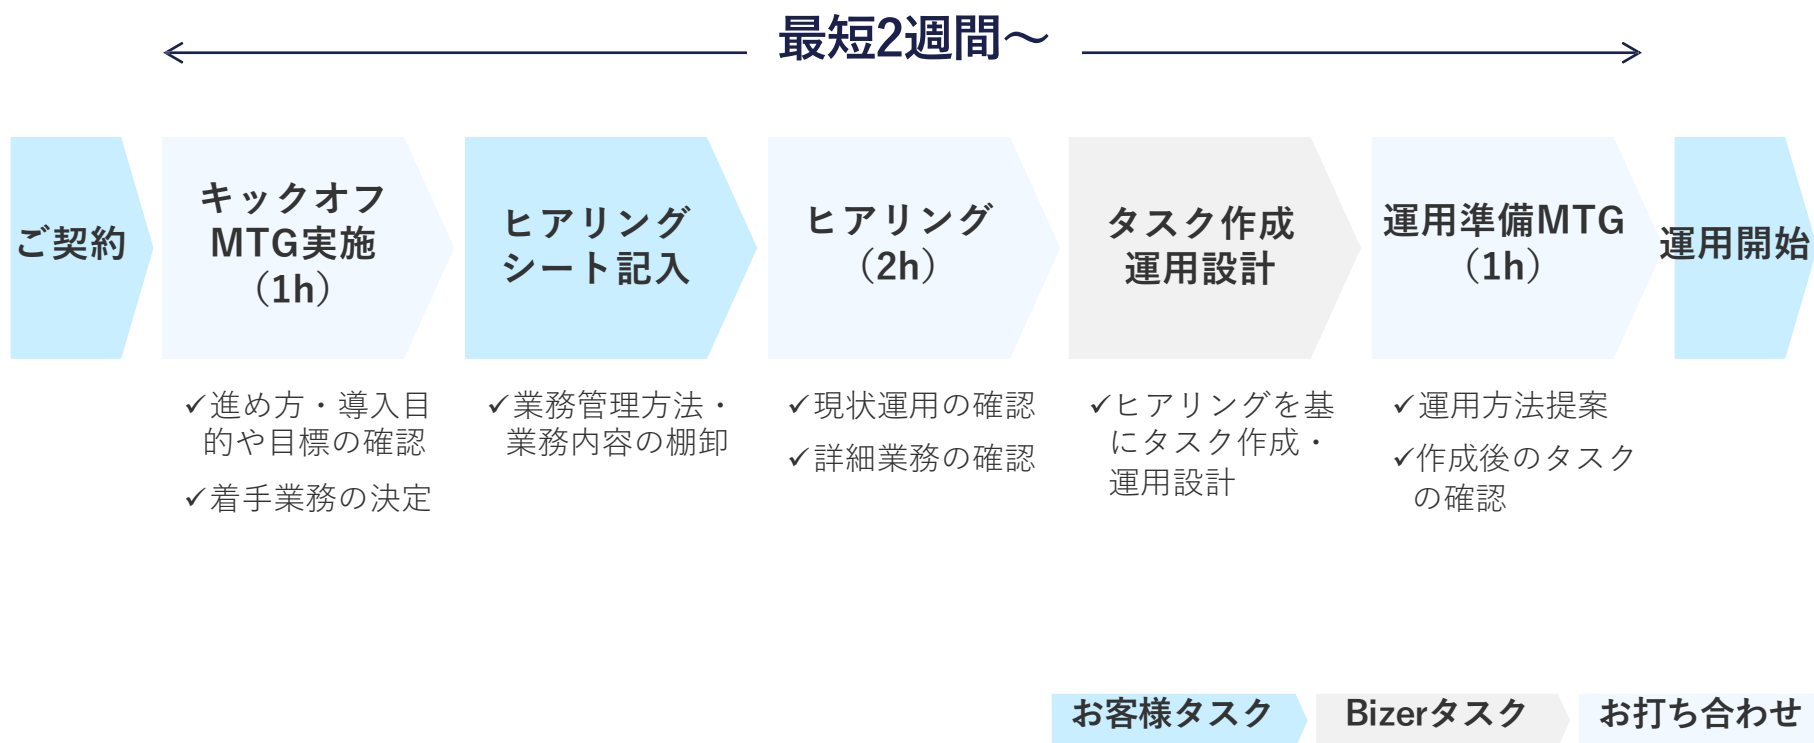 最短2週間～
ご契約
キックオフ
MTG実施
（1h）
ヒアリング
シート記入
ヒアリング
（2h）
タスク作成
運用設計
運用準備MTG
（1h）
運用開始
✓進め方・導入目
的や目標の確認
✓着手業務の決定
✓業務管理方法・
業務内容の棚卸
✓現状運用の確認
✓詳細業務の確認
✓ヒアリングを基
にタスク作成・
運用設計
✓運用方法提案
✓作成後のタスク
の確認
お客様タスク
Bizerタスク
お打ち合わせ